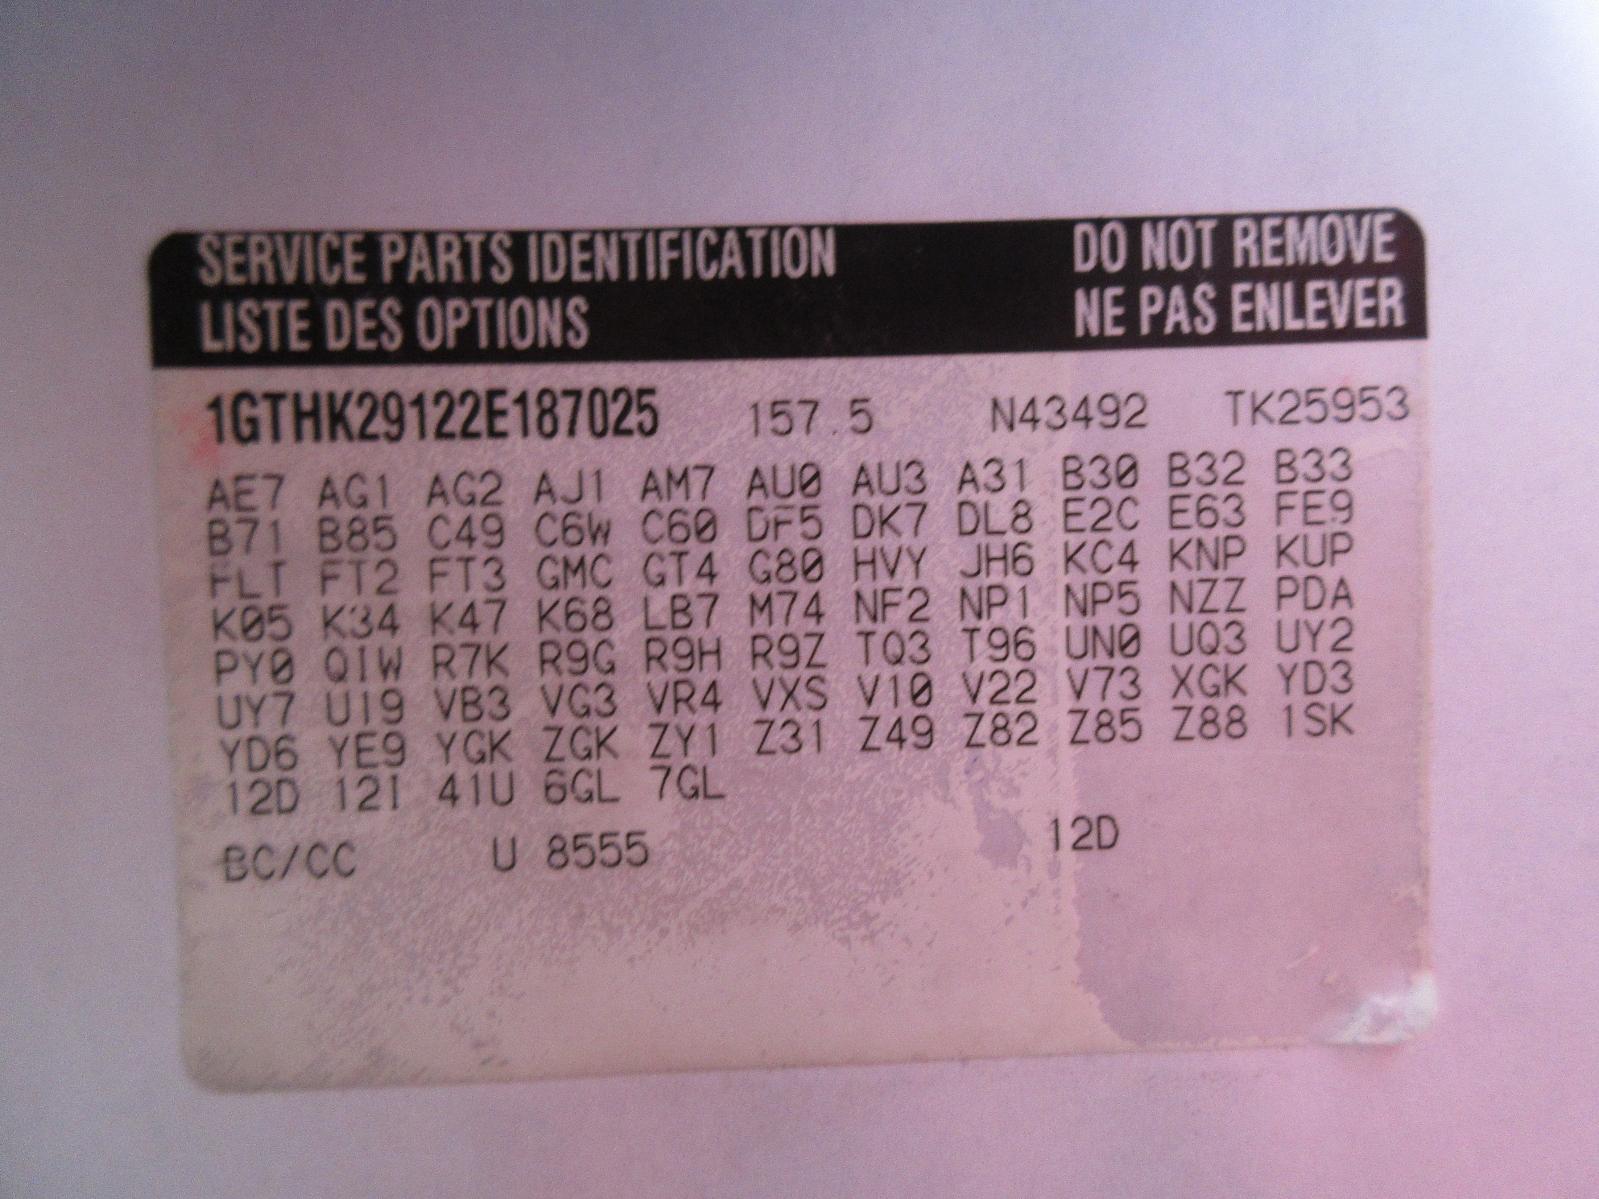 SERVICE PARTS IDENTIFICATION DO NOT REMOVE
LISTE DES OPTIONS NE PAS ENLEVER
1GTHK29122E187025 157.5 N43492 TK25953
AE7 AG1 AG2 AJ1 AM7 AU0 AU3 A31 B30 B32 B33
B71 B85 C49 C6W C60 DF5 DK7 DL8 E2C E63 FE9
FLT FT2 FT3 GMC GT4 G80 HVY JH6 KC4 KNP KUP
K05 K34 K47 K68 LB7 M74 NF2 NP1 NP5 NZZ PDA
PY0 Q1W R7K R9G R9H R9Z TQ3 T96 UN0 UQ3 UY2
UY7 U19 VB3 VG3 VR4 VXS V10 V22 V73 XGK YD3
YD6 YE9 YGK ZGK ZY1 Z31 Z49 Z82 Z85 Z88 1SK
12D 12I 41U 6GL 7GL
BC/CC U 8555 12D